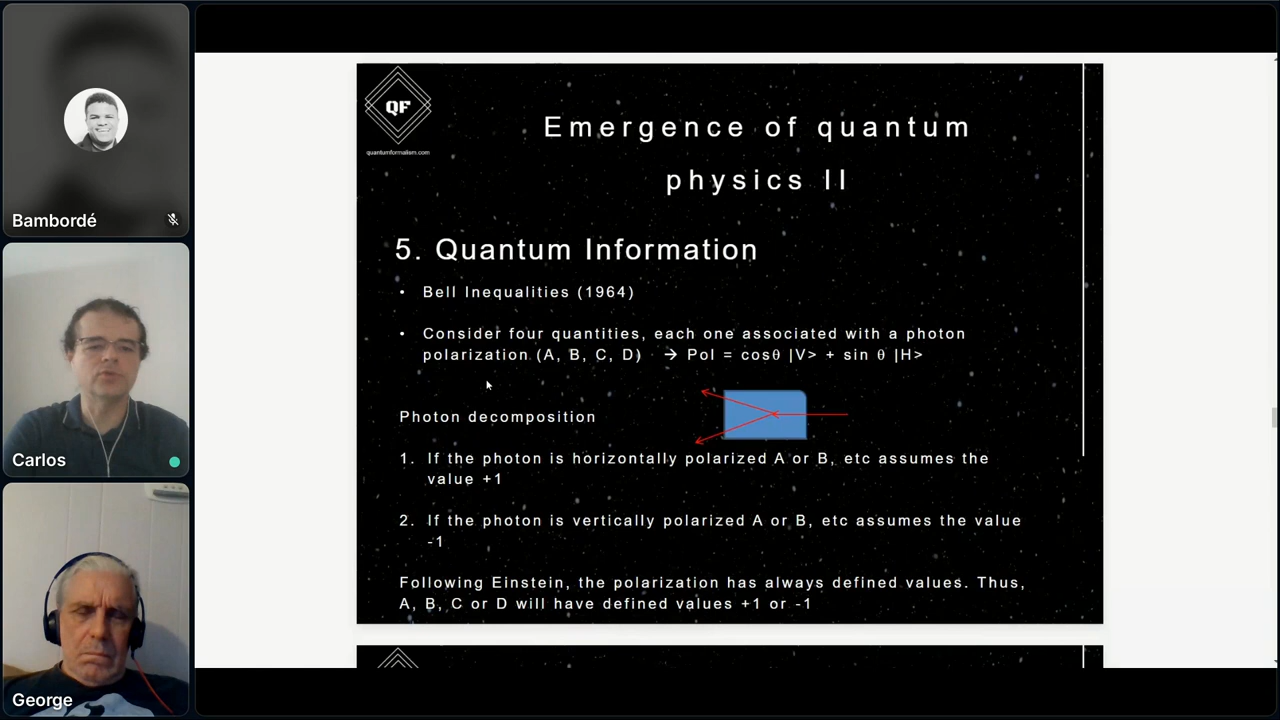 Bambordé
Carlos
George
QF
quantumformalism.com
Emergence of quantum
physics II
5. Quantum Information
• Bell Inequalities (1964)
• Consider four quantities, each one associated with a photon
polarization (A, B, C, D) → Pol = cosθ |V> + sin θ |H>
Photon decomposition
1. If the photon is horizontally polarized A or B, etc assumes the
value +1
2. If the photon is vertically polarized A or B, etc assumes the value
-1
Following Einstein, the polarization has always defined values. Thus,
A, B, C or D will have defined values +1 or -1